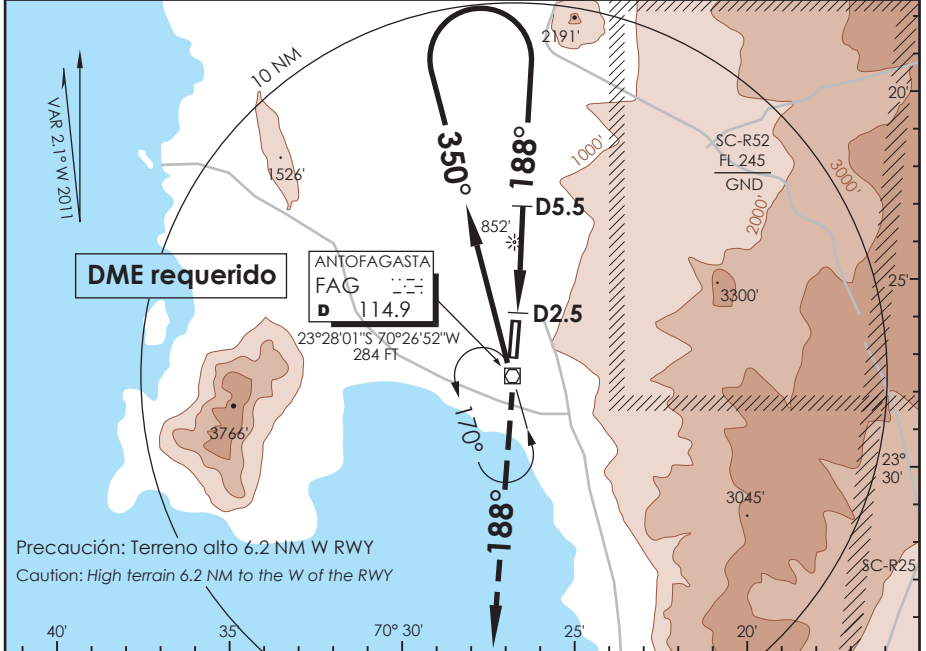 2191'
10 NM
VAR 2.1° W 2011
20'
SC-R52
FL 245
GND
1000'
3000'
2000'
1526'
350°
188°
D5.5
852'
DME requerido
ANTOFAGASTA
FAG
D 114.9
23°28'01"S 70°26'52"W
284 FT
25'
3300'
D2.5
3766'
170°
23°
30'
3045'
188°
Precaución: Terreno alto 6.2 NM W RWY
Caution: High terrain 6.2 NM to the W of the RWY
SC-R25
40'
35'
70° 30'
25'
20'